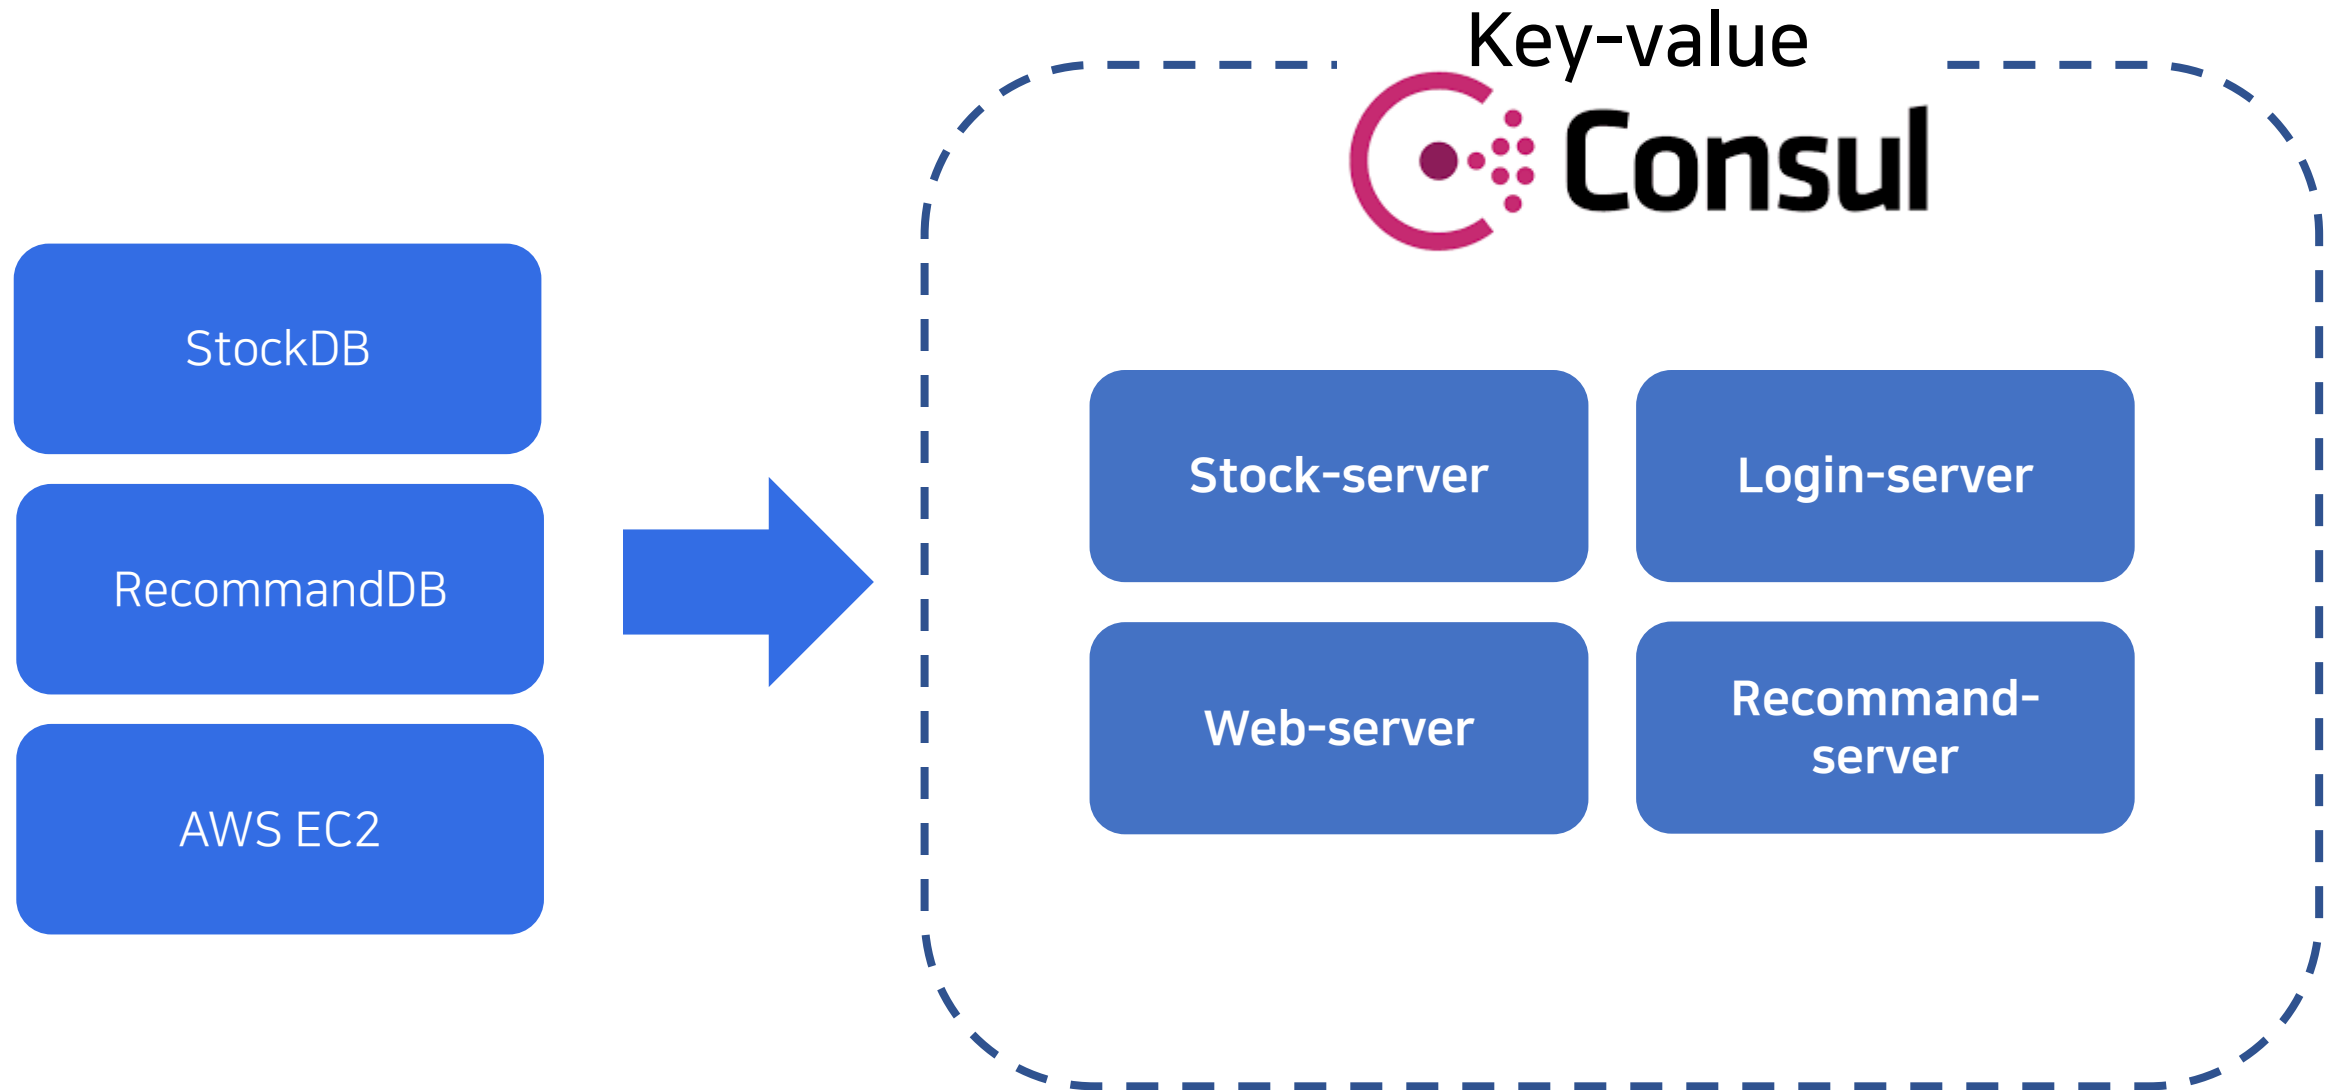 Key-value
Consul
StockDB
RecommandDB
AWS EC2
Stock-server
Login-server
Web-server
Recommand-
server